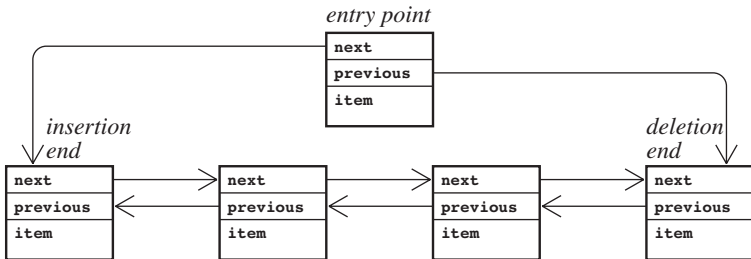 entry point
next
previous
item
insertion
end
deletion
end
next
previous
item
next
previous
item
next
previous
item
next
previous
item